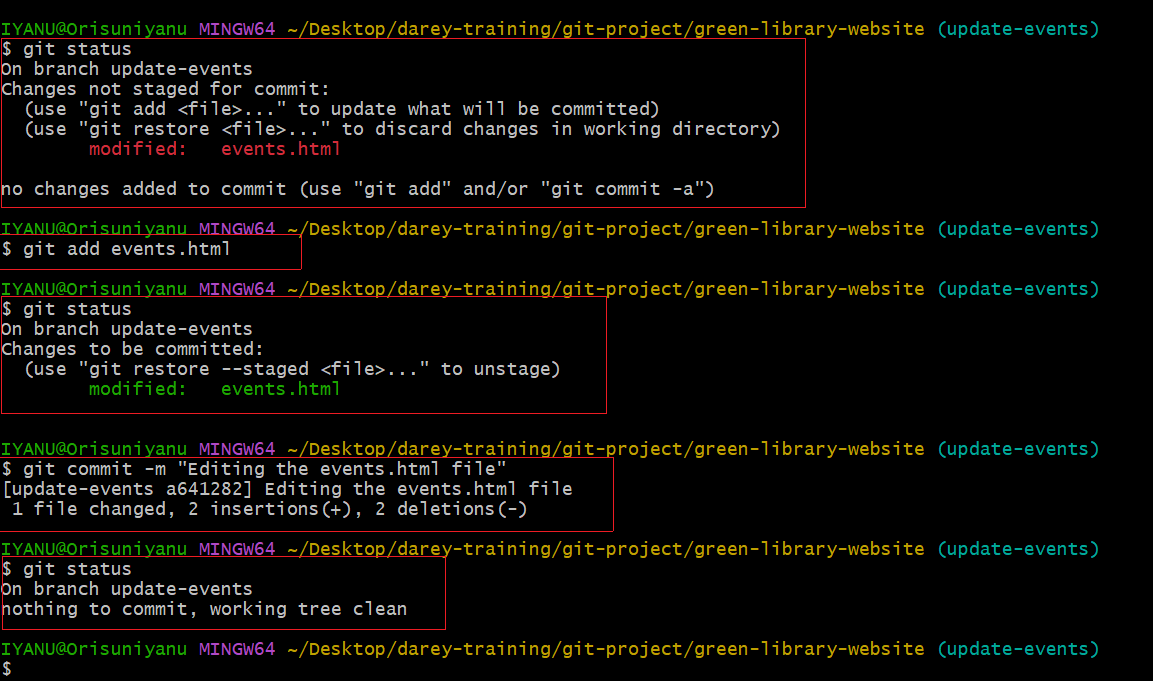 IYANU@Orisuniyanu MINGW64 ~/Desktop/darey-training/git-project/green-library-website (update-events)
$ git status
On branch update-events
Changes not staged for commit:
  (use "git add <file>..." to update what will be committed)
  (use "git restore <file>..." to discard changes in working directory)
        modified:   events.html

no changes added to commit (use "git add" and/or "git commit -a")

IYANU@Orisuniyanu MINGW64 ~/Desktop/darey-training/git-project/green-library-website (update-events)
$ git add events.html

IYANU@Orisuniyanu MINGW64 ~/Desktop/darey-training/git-project/green-library-website (update-events)
$ git status
On branch update-events
Changes to be committed:
  (use "git restore --staged <file>..." to unstage)
        modified:   events.html

IYANU@Orisuniyanu MINGW64 ~/Desktop/darey-training/git-project/green-library-website (update-events)
$ git commit -m "Editing the events.html file"
[update-events a641282] Editing the events.html file
 1 file changed, 2 insertions(+), 2 deletions(-)

IYANU@Orisuniyanu MINGW64 ~/Desktop/darey-training/git-project/green-library-website (update-events)
$ git status
On branch update-events
nothing to commit, working tree clean

IYANU@Orisuniyanu MINGW64 ~/Desktop/darey-training/git-project/green-library-website (update-events)
$